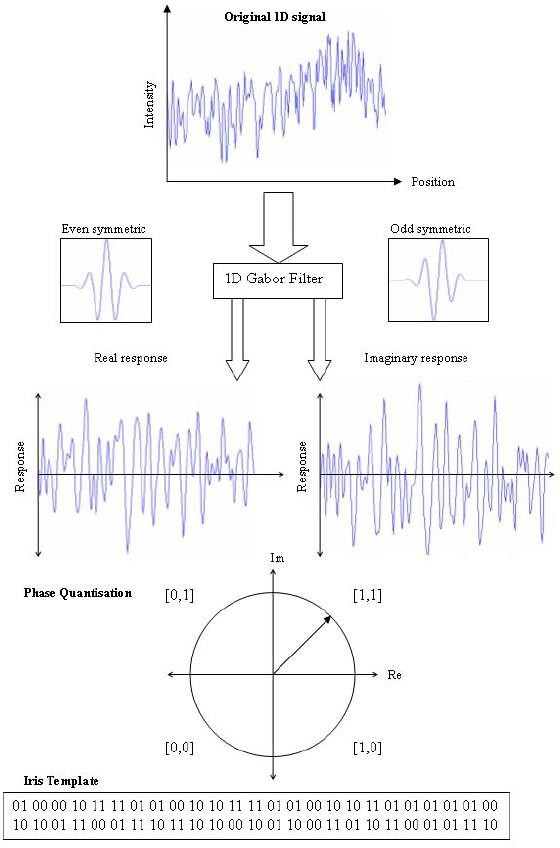 Original 1D signal
Intensity
Position
Even symmetric
Odd symmetric
1D Gabor Filter
Real response
Imaginary response
Response
Response
Im
Phase Quantisation
[0,1]
[1,1]
Re
[0,0]
[1,0]
Iris Template
01 00 00 10 11 11 01 01 00 10 10 11 11 01 01 00 10 10 11 01 01 01 01 01 00
10 10 01 11 00 01 11 10 11 10 10 00 10 01 10 00 11 01 10 11 00 01 01 11 10